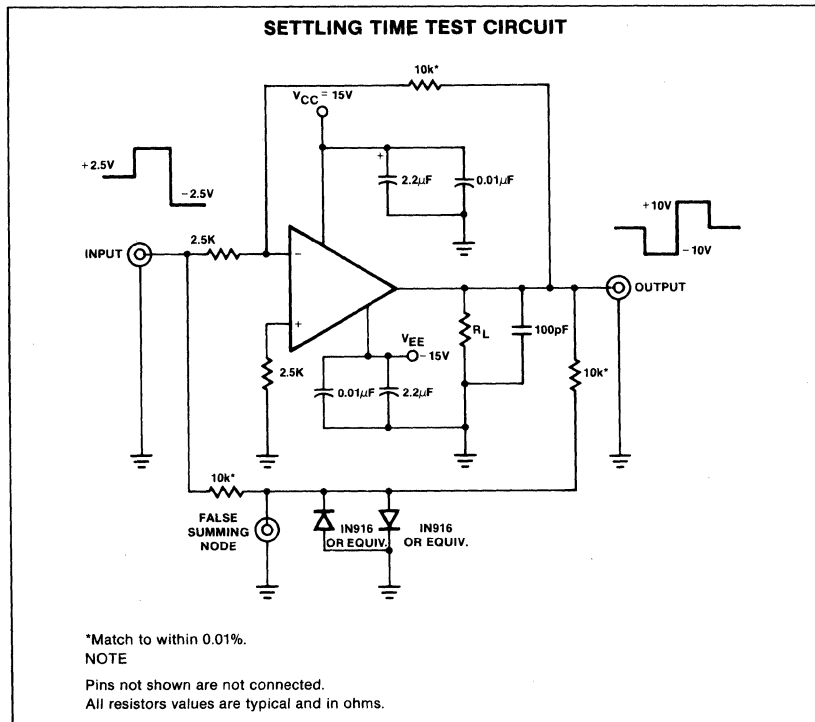 SETTLING TIME TEST CIRCUIT
10k*
VCC = 15V
+2.5V
-2.5V
+
2.2µF
0.01µF
+10V
-10V
INPUT
2.5K
-
+
OUTPUT
RL
100pF
VEE
-15V
2.5K
0.01µF
2.2µF
10k*
10k*
FALSE
SUMMING
NODE
IN916
OR EQUIV.
IN916
OR EQUIV.
*Match to within 0.01%.
NOTE
Pins not shown are not connected.
All resistors values are typical and in ohms.